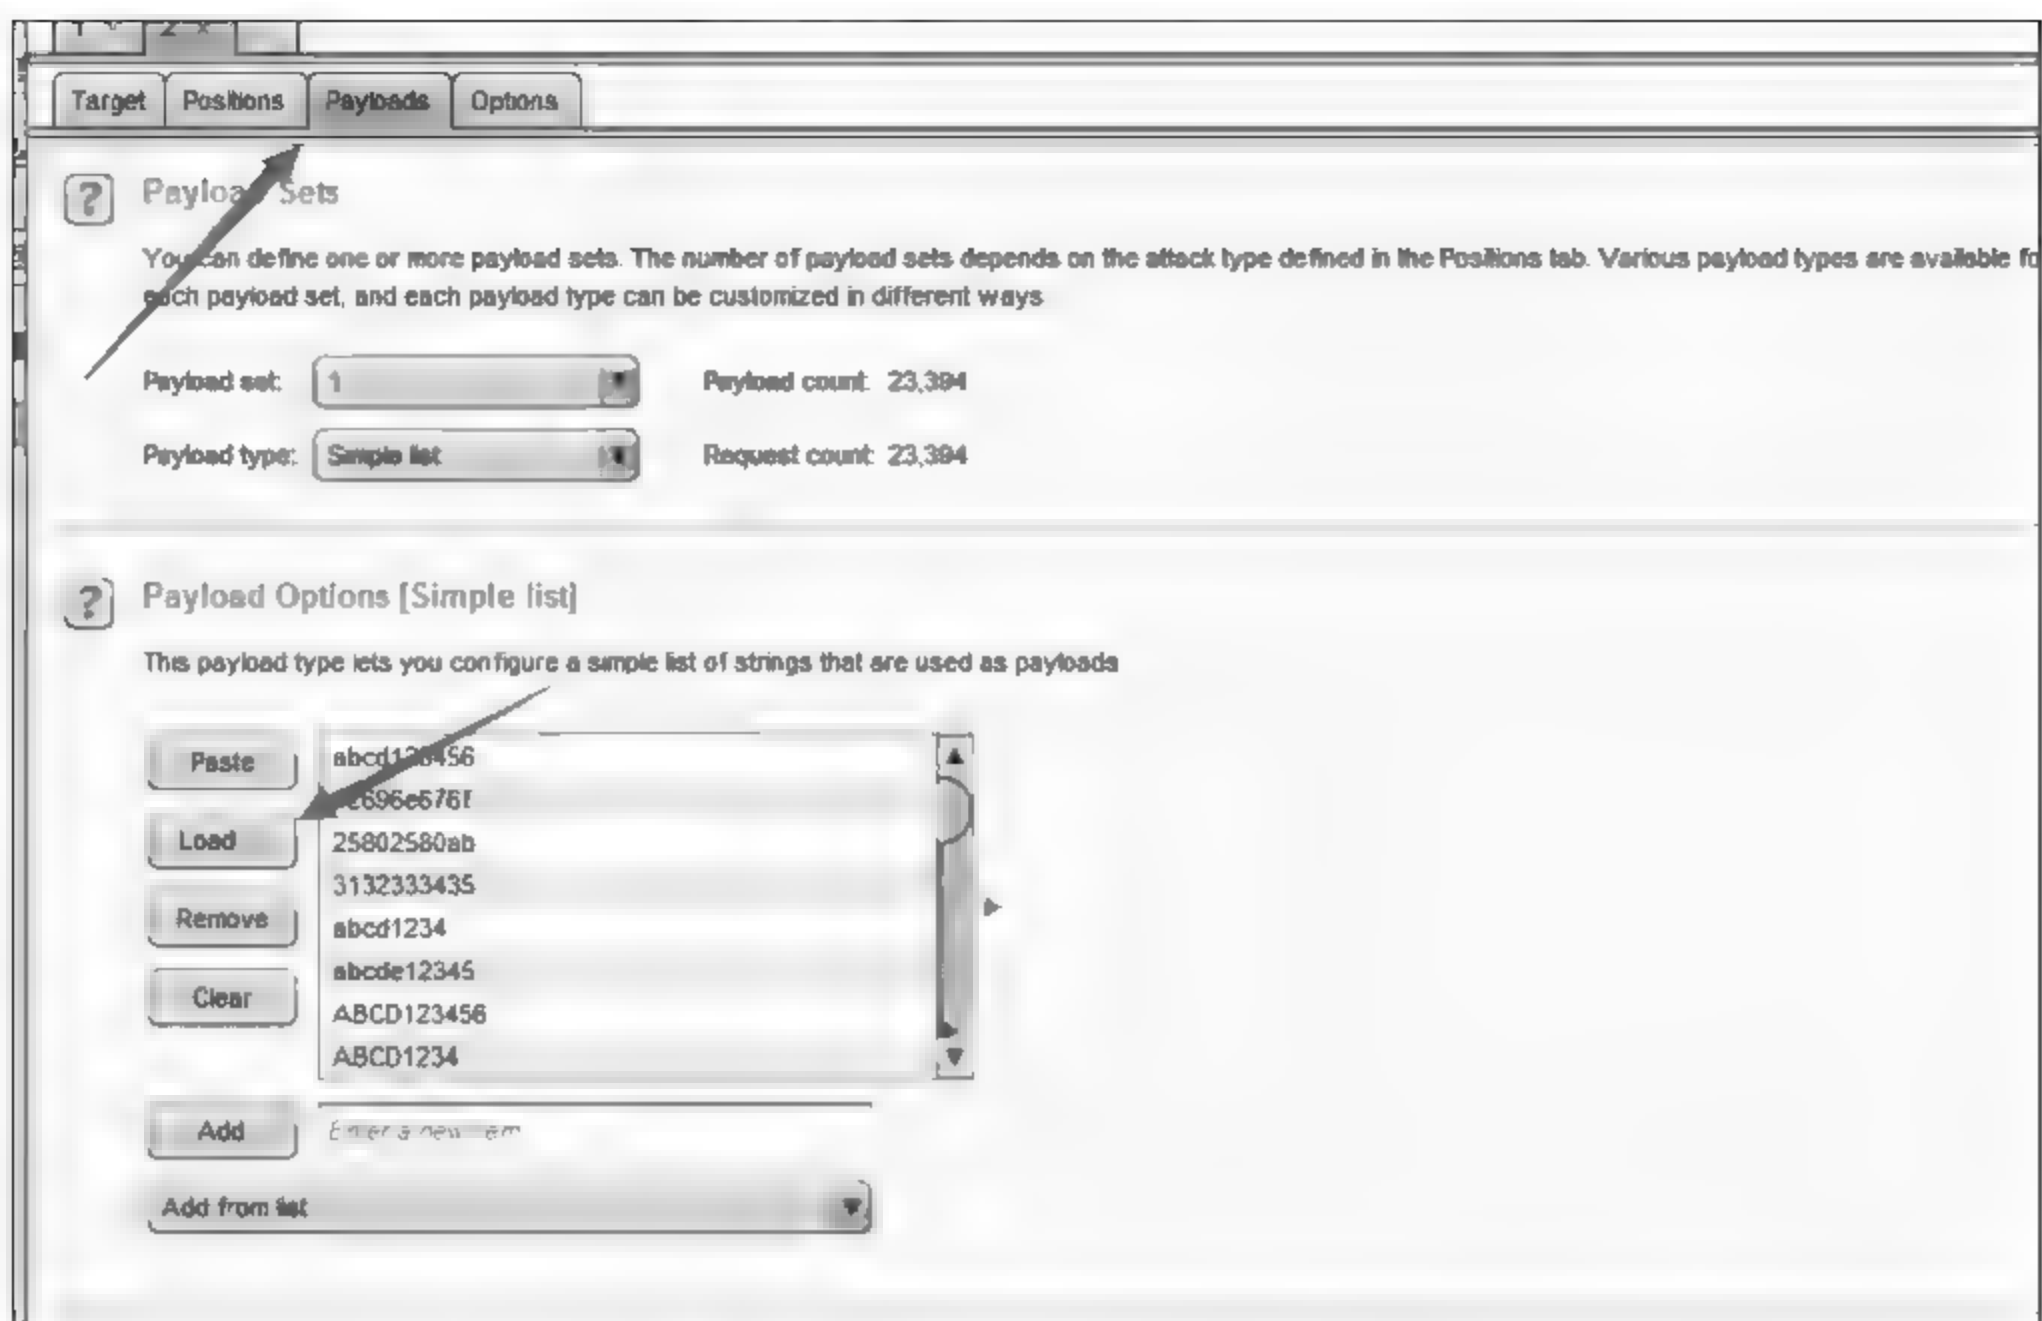 Target Positions Payloads Options
? Payload Sets
You can define one or more payload sets. The number of payload sets depends on the attack type defined in the Positions tab. Various payload types are available fo
each payload set, and each payload type can be customized in different ways
Payload set: 1 Payload count: 23,394
Payload type: Simple list Request count: 23,394
? Payload Options [Simple list]
This payload type lets you configure a simple list of strings that are used as payloads
Paste
Load
Remove
Clear
abcd123456
25802580ab
3132333435
abcd1234
abcde12345
ABCD123456
ABCD1234
Add Enter a new item
Add from list